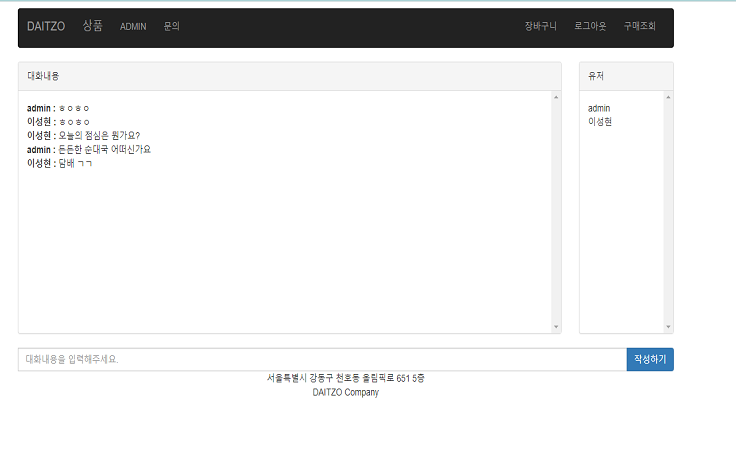 DAITZO 상품 ADMIN 문의 장바구니 로그아웃 구매조회
대화내용
admin : ㅎㅇㅎㅇ
이성현 : ㅎㅇㅎㅇ
이성현 : 오늘의 점심은 뭔가요?
admin : 든든한 순대국 어떠신가요
이성현 : 담배 ㄱㄱ
유저
admin
이성현
대화내용을 입력해주세요. 작성하기
서울특별시 강동구 천호동 올림픽로 651 5층
DAITZO Company